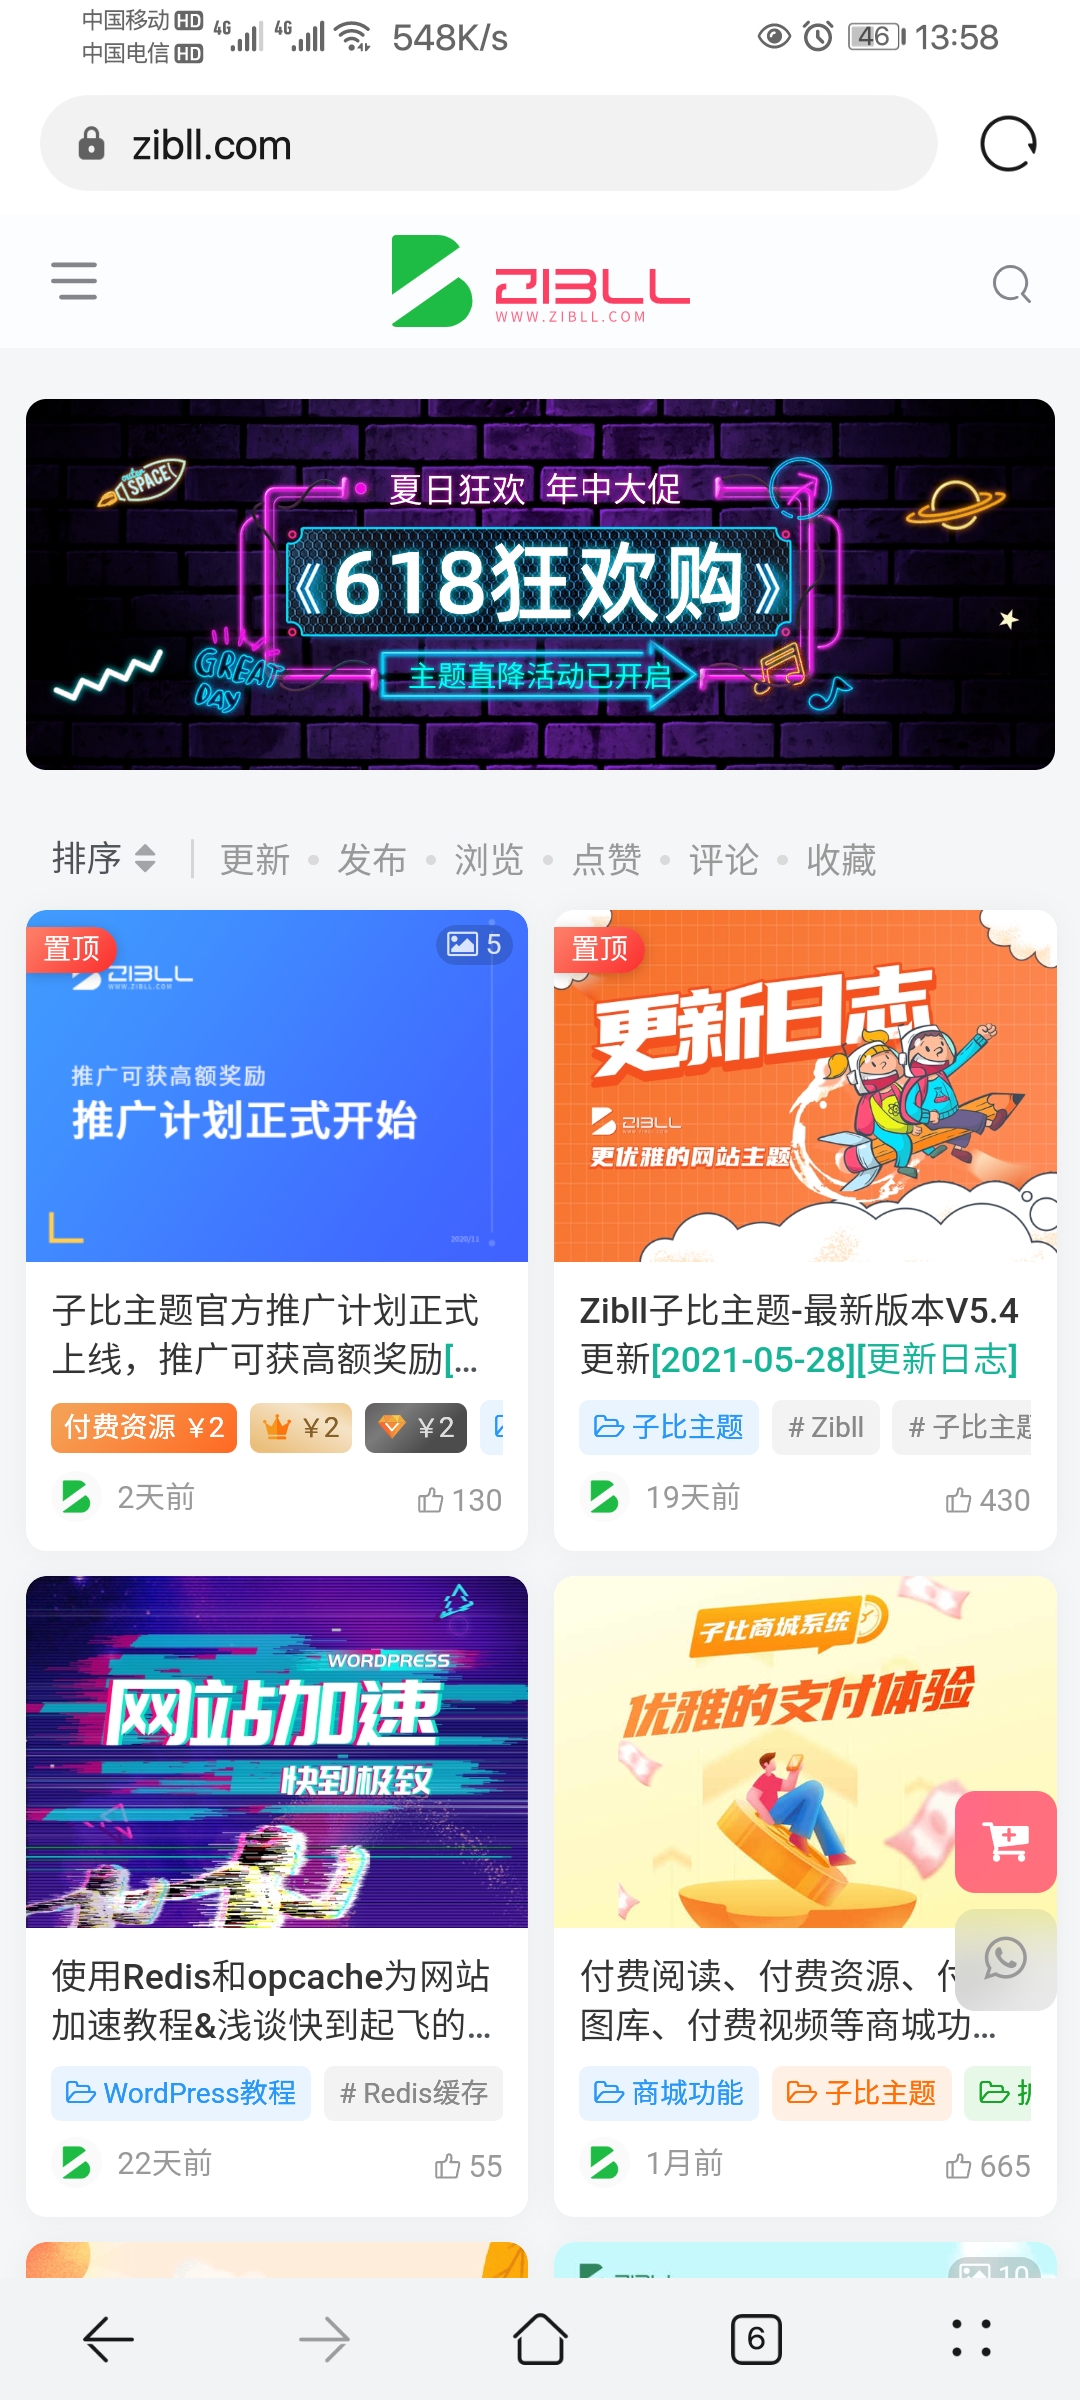 中国移动 HD 4G 4G 548K/s 46 13:58
中国电信 HD
zibll.com
ZIBLL
WWW.ZIBLL.COM
outer SPACE
夏日狂欢 年中大促
《618狂欢购》
GREAT DAY
主题直降活动已开启
排序 更新 发布 浏览 点赞 评论 收藏
置顶
5
ZIBLL
WWW.ZIBLL.COM
推广可获高额奖励
推广计划正式开始
2020/11
子比主题官方推广计划正式
上线，推广可获高额奖励[...
付费资源 ¥2 ¥2 ¥2
2天前 130
置顶
更新日志
ZIBLL
更优雅的网站主题
Zibll子比主题-最新版本V5.4
更新[2021-05-28][更新日志]
子比主题 # Zibll # 子比主题
19天前 430
WORDPRESS
网站加速
快到极致
使用Redis和opcache为网站
加速教程&浅谈快到起飞的...
WordPress教程 # Redis缓存
22天前 55
子比商城系统
优雅的支付体验
付费阅读、付费资源、付
图库、付费视频等商城功...
商城功能 子比主题
1月前 665
10
6